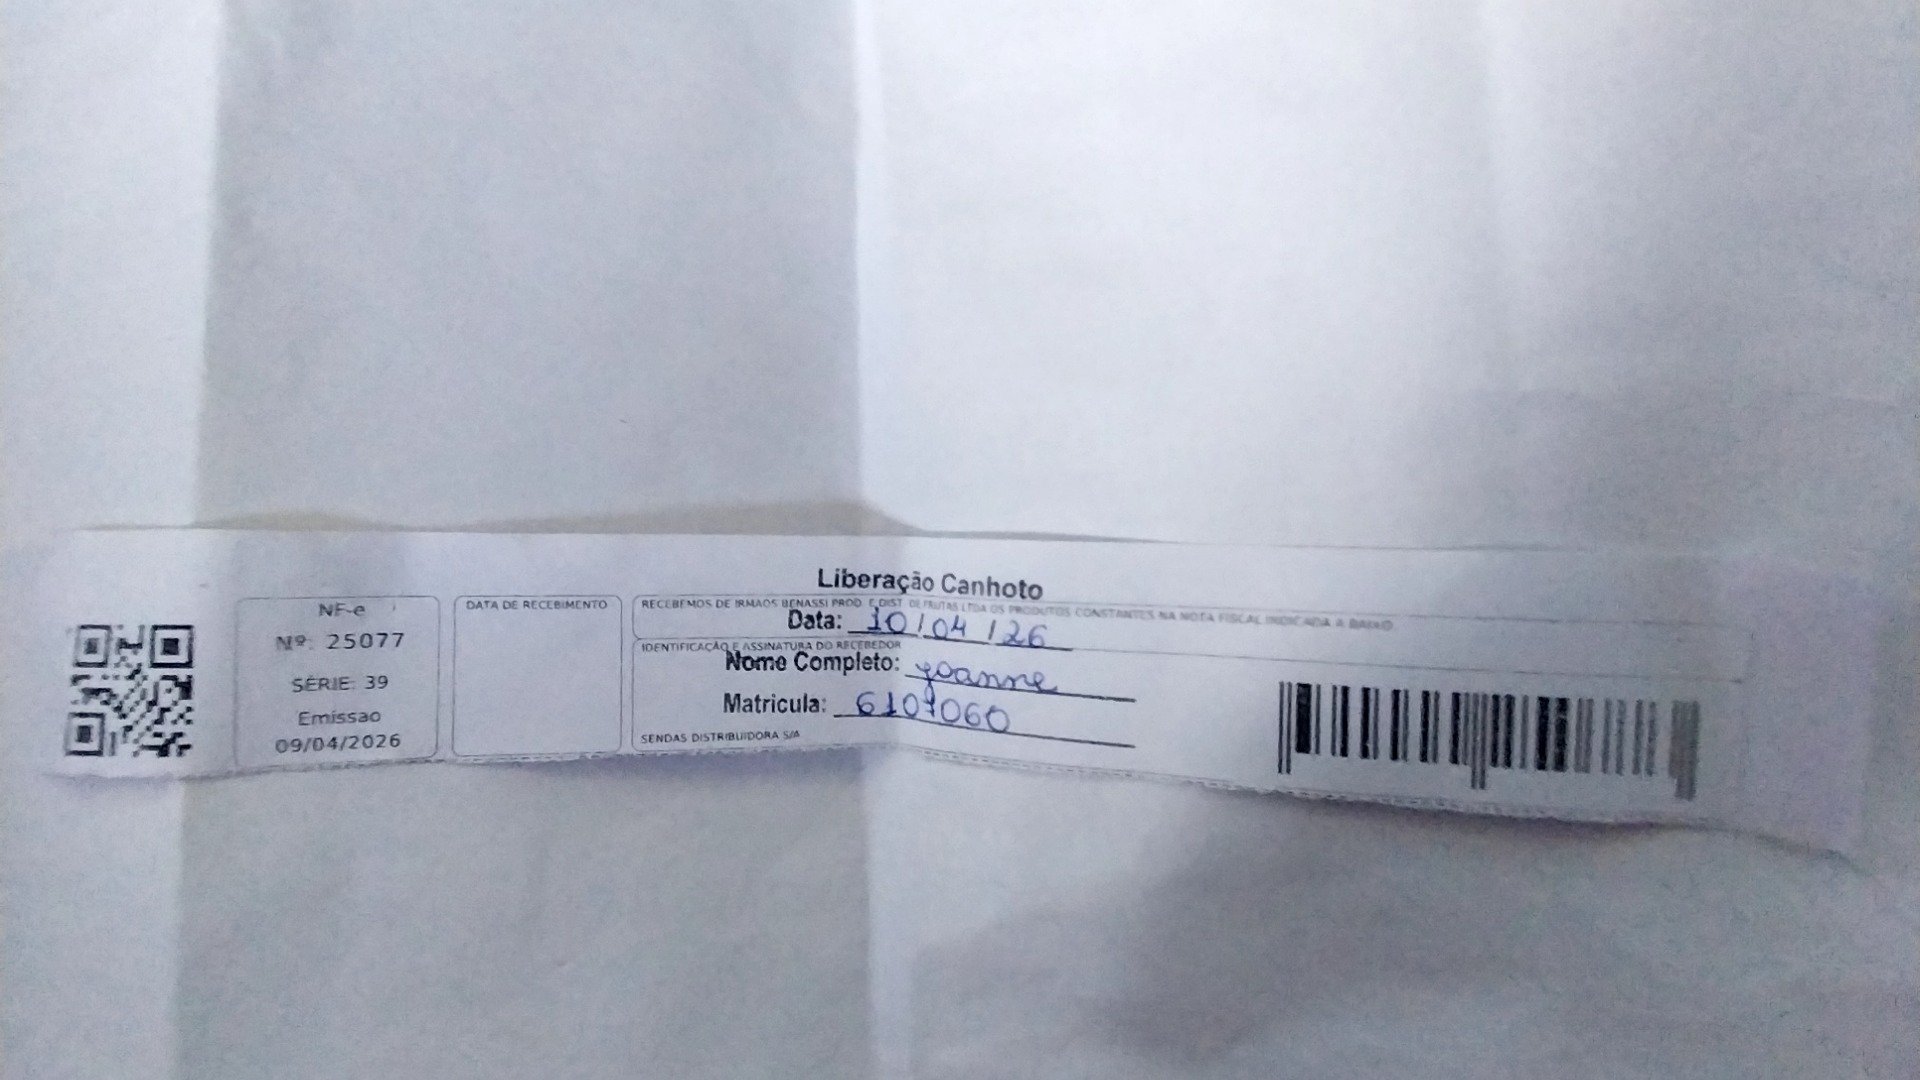 Liberação Canhoto
NF-e
Nº: 25077
SÉRIE: 39
Emissao
09/04/2026
DATA DE RECEBIMENTO
RECEBEMOS DE IRMAOS BENASSI PROD. E DIST. DE FRUTAS LTDA OS PRODUTOS CONSTANTES NA NOTA FISCAL INDICADA A BAIXO
Data: 10/04/26
IDENTIFICAÇÃO E ASSINATURA DO RECEBEDOR
Nome Completo: yoanne
Matricula: 6107060
SENDAS DISTRIBUIDORA S/A